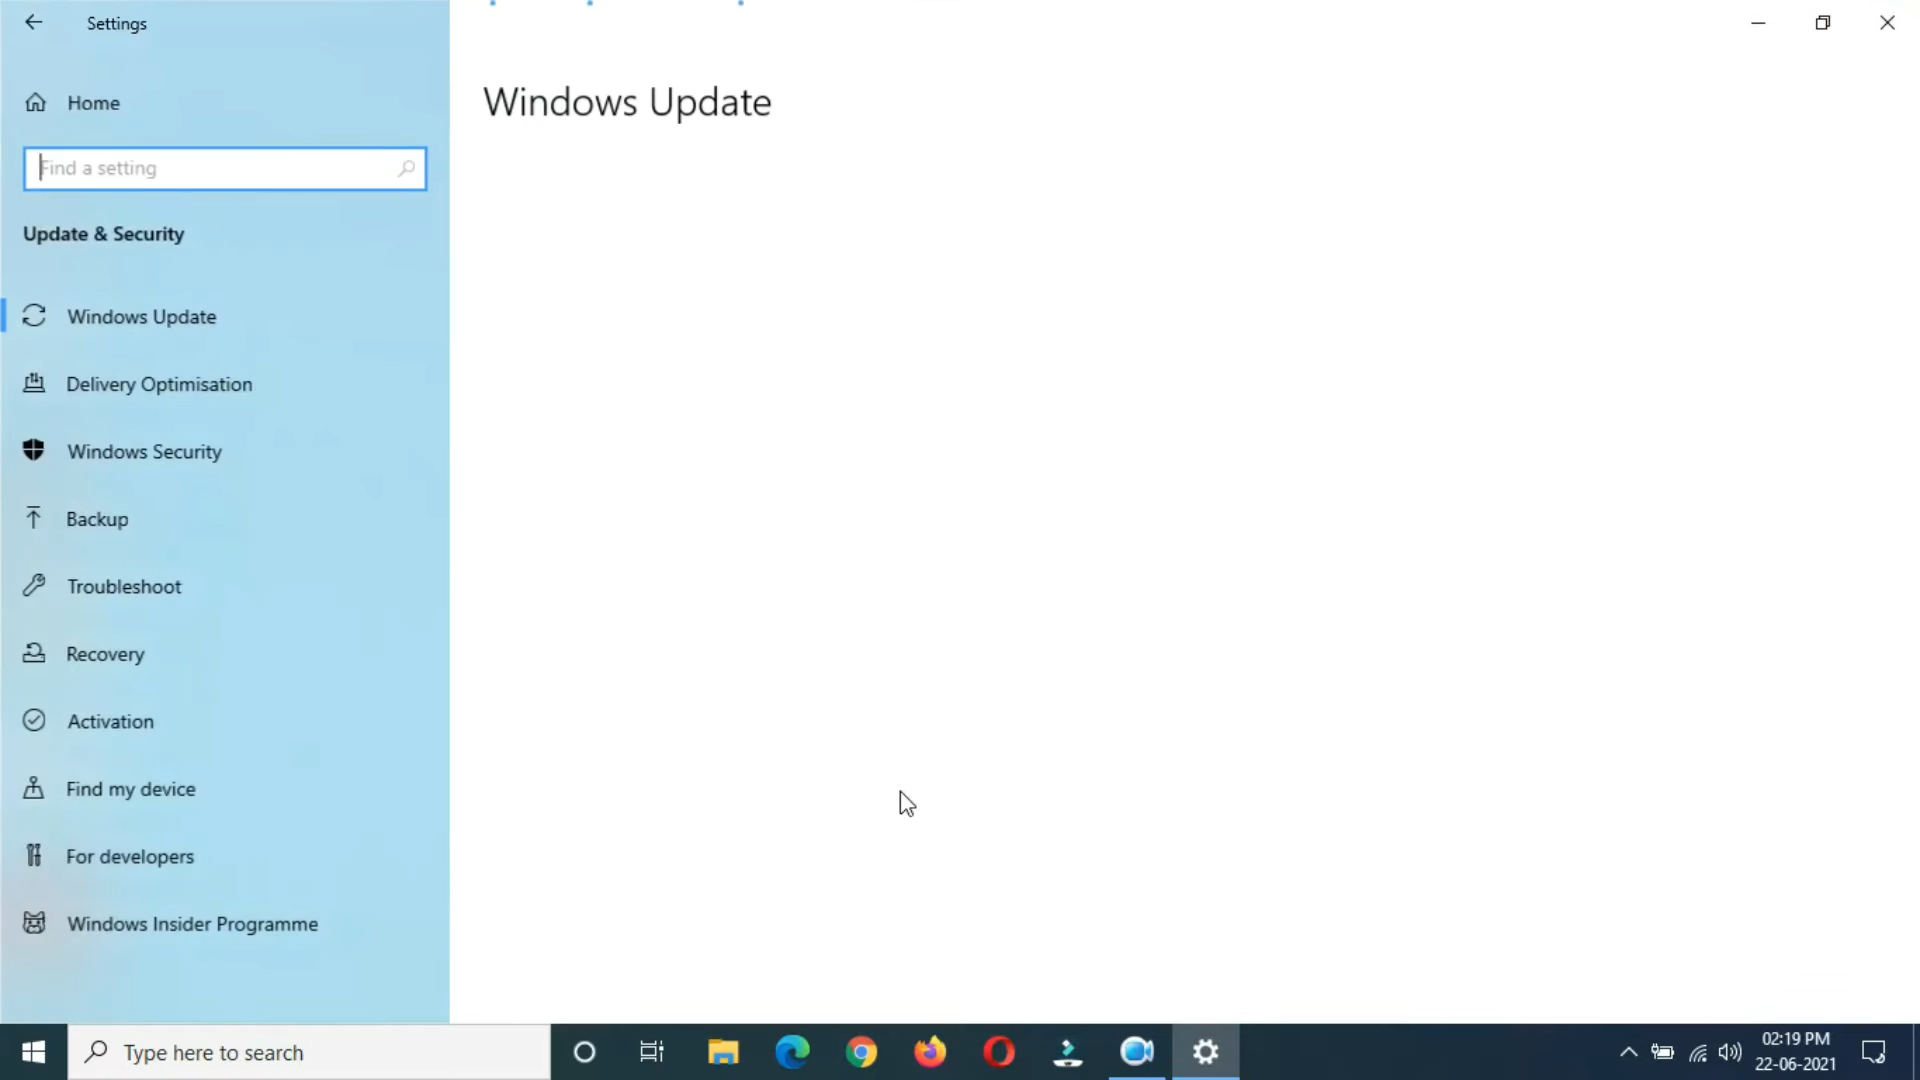 Settings
Home
Find a setting
Update & Security
Windows Update
Delivery Optimisation
Windows Security
Backup
Troubleshoot
Recovery
Activation
Find my device
For developers
Windows Insider Programme
Windows Update
Type here to search
02:19 PM
22-06-2021